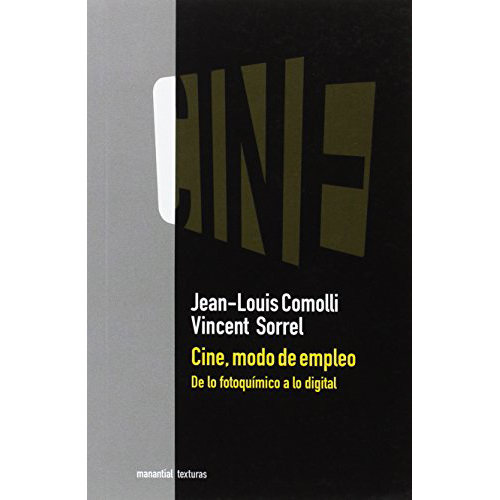 CINE
Jean-Louis Comolli
Vincent Sorrel
Cine, modo de empleo
De lo fotoquímico a lo digital
manantial texturas